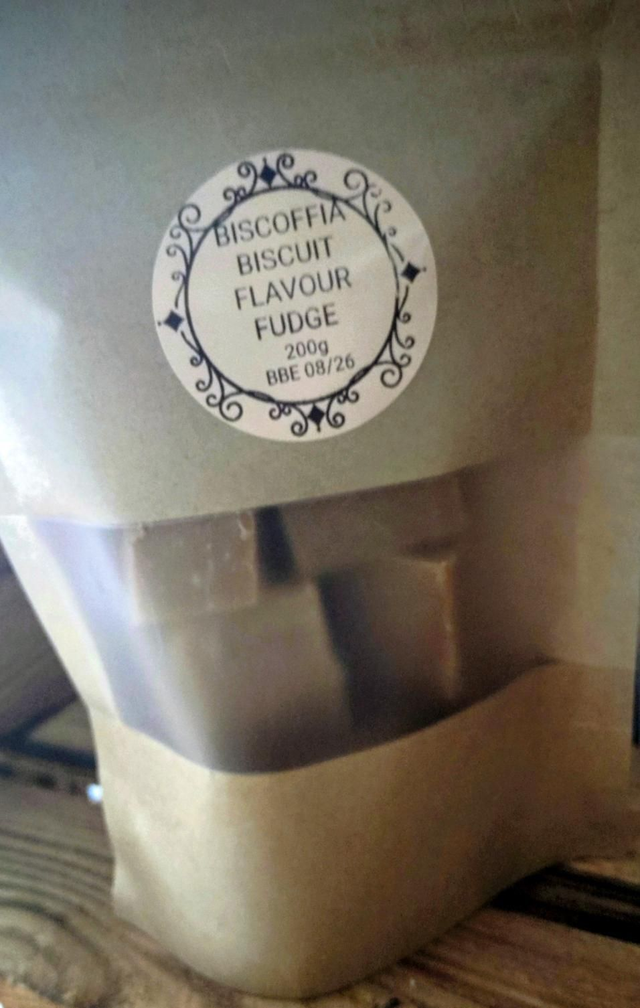 BISCOFFIA
BISCUIT
FLAVOUR
FUDGE
200g
BBE 08/26